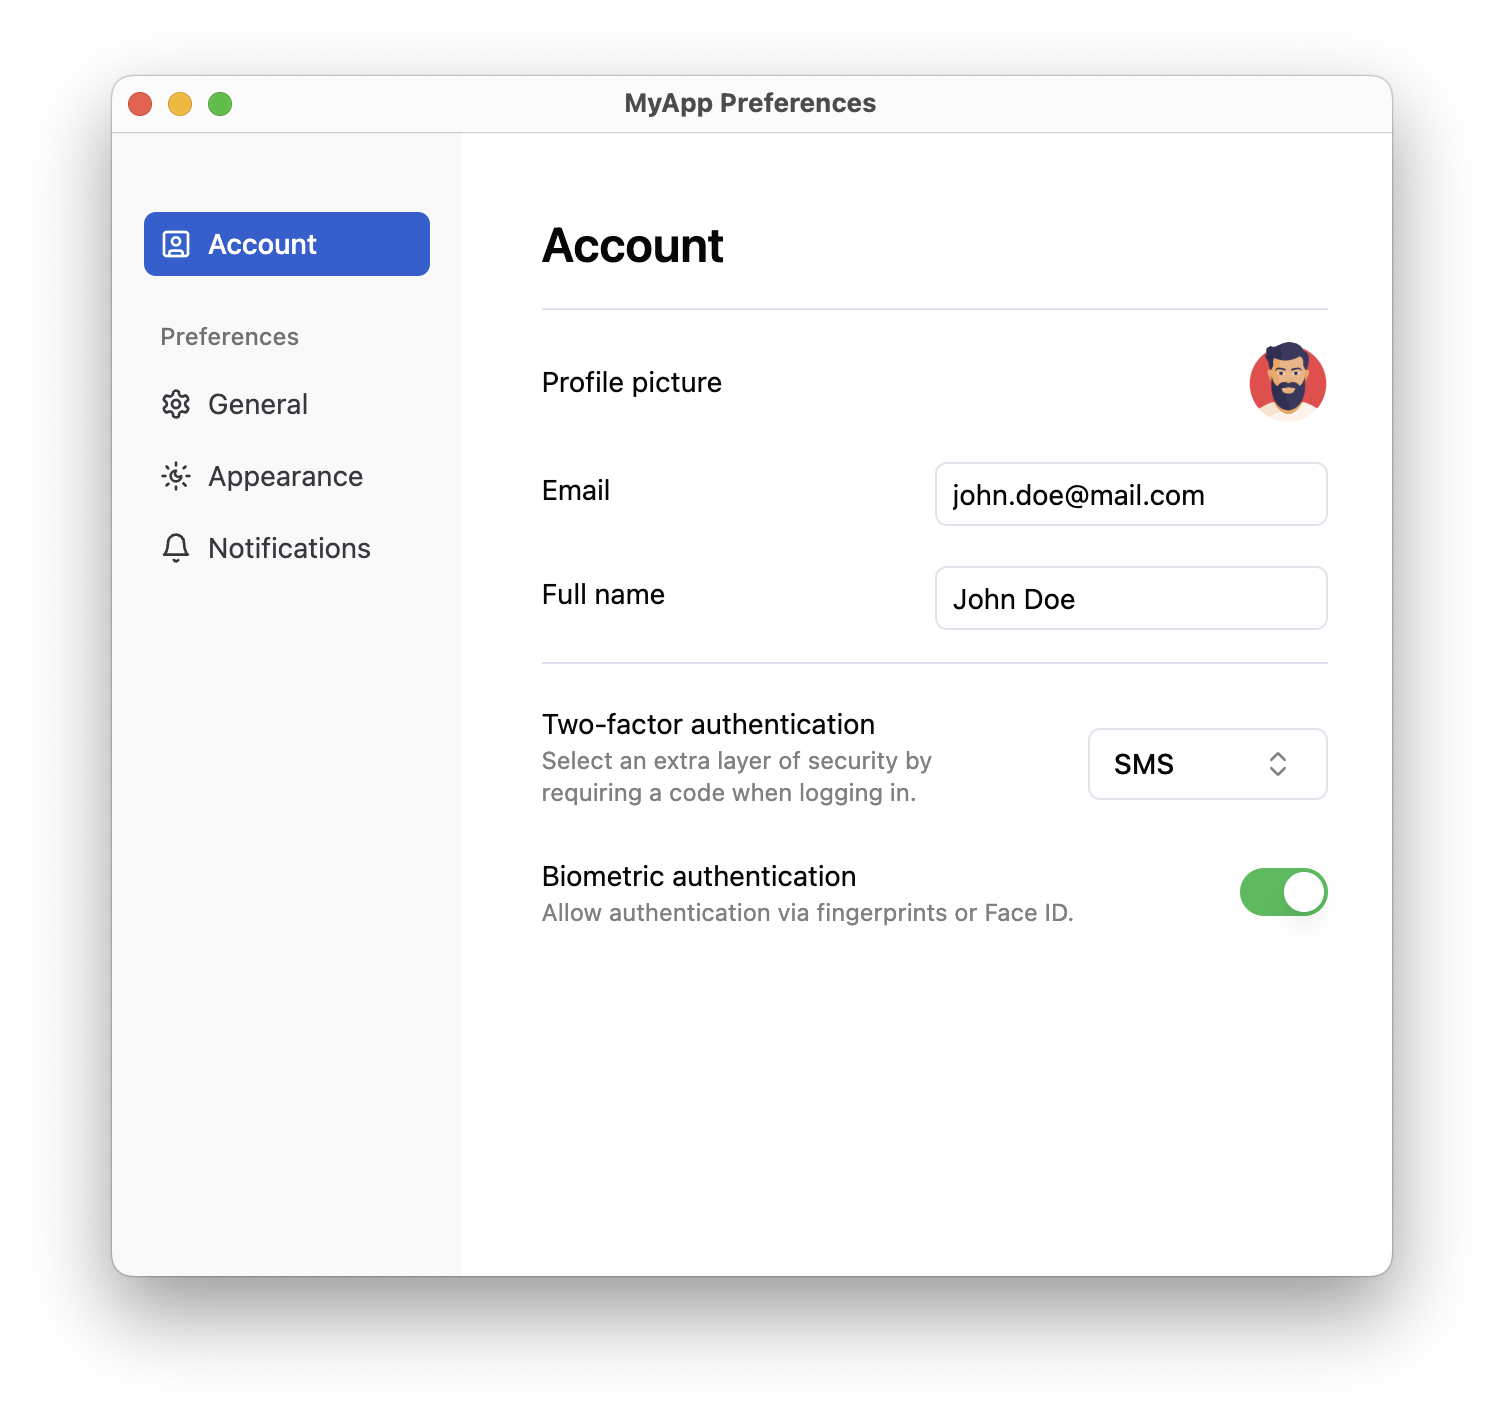 MyApp Preferences
Account
Preferences
General
Appearance
Notifications
Account
Profile picture
Email
john.doe@mail.com
Full name
John Doe
Two-factor authentication
Select an extra layer of security by
requiring a code when logging in.
SMS
Biometric authentication
Allow authentication via fingerprints or Face ID.